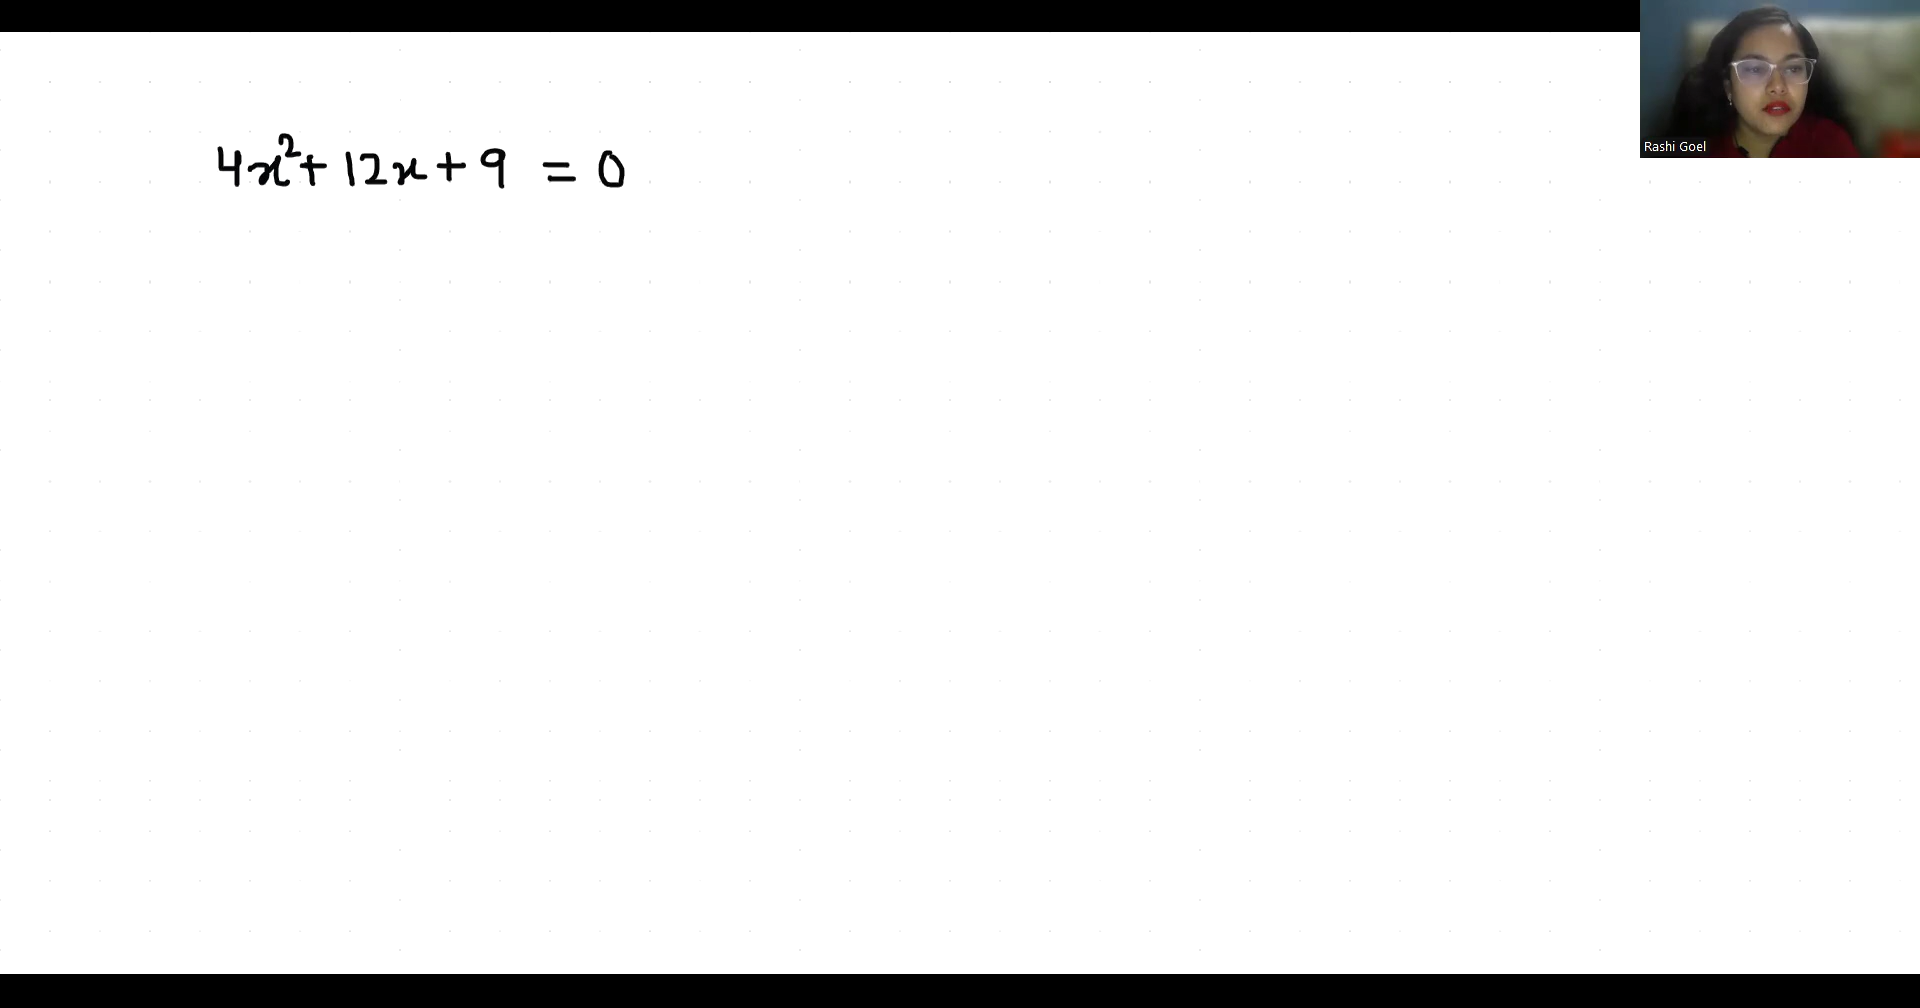 4x² + 12x + 9 = 0
Rashi Goel